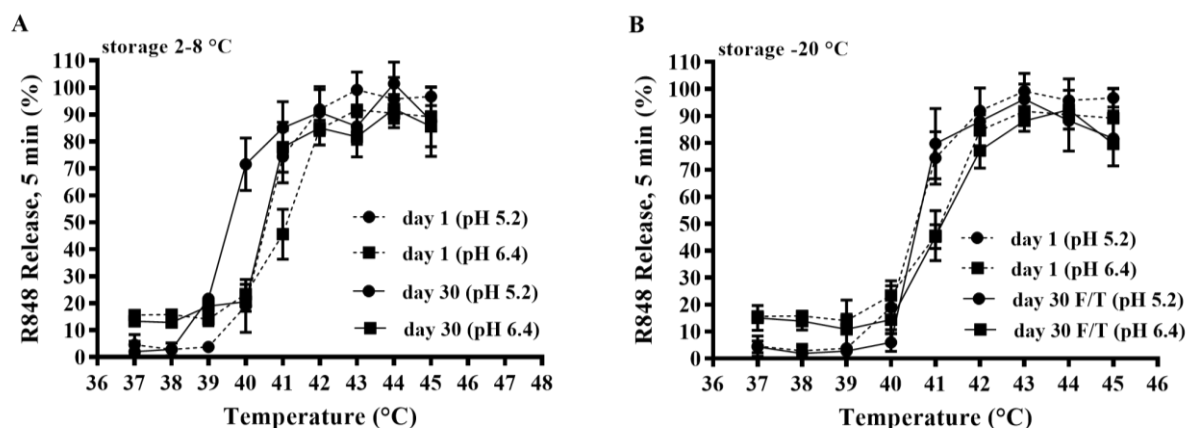 A
storage 2-8 °C
R848 Release, 5 min (%)
110
100
90
80
70
60
50
40
30
20
10
0
day 1 (pH 5.2)
day 1 (pH 6.4)
day 30 (pH 5.2)
day 30 (pH 6.4)
36 37 38 39 40 41 42 43 44 45 46 47 48
Temperature (°C)
B
storage -20 °C
R848 Release, 5 min (%)
110
100
90
80
70
60
50
40
30
20
10
0
day 1 (pH 5.2)
day 1 (pH 6.4)
day 30 F/T (pH 5.2)
day 30 F/T (pH 6.4)
36 37 38 39 40 41 42 43 44 45 46
Temperature (°C)